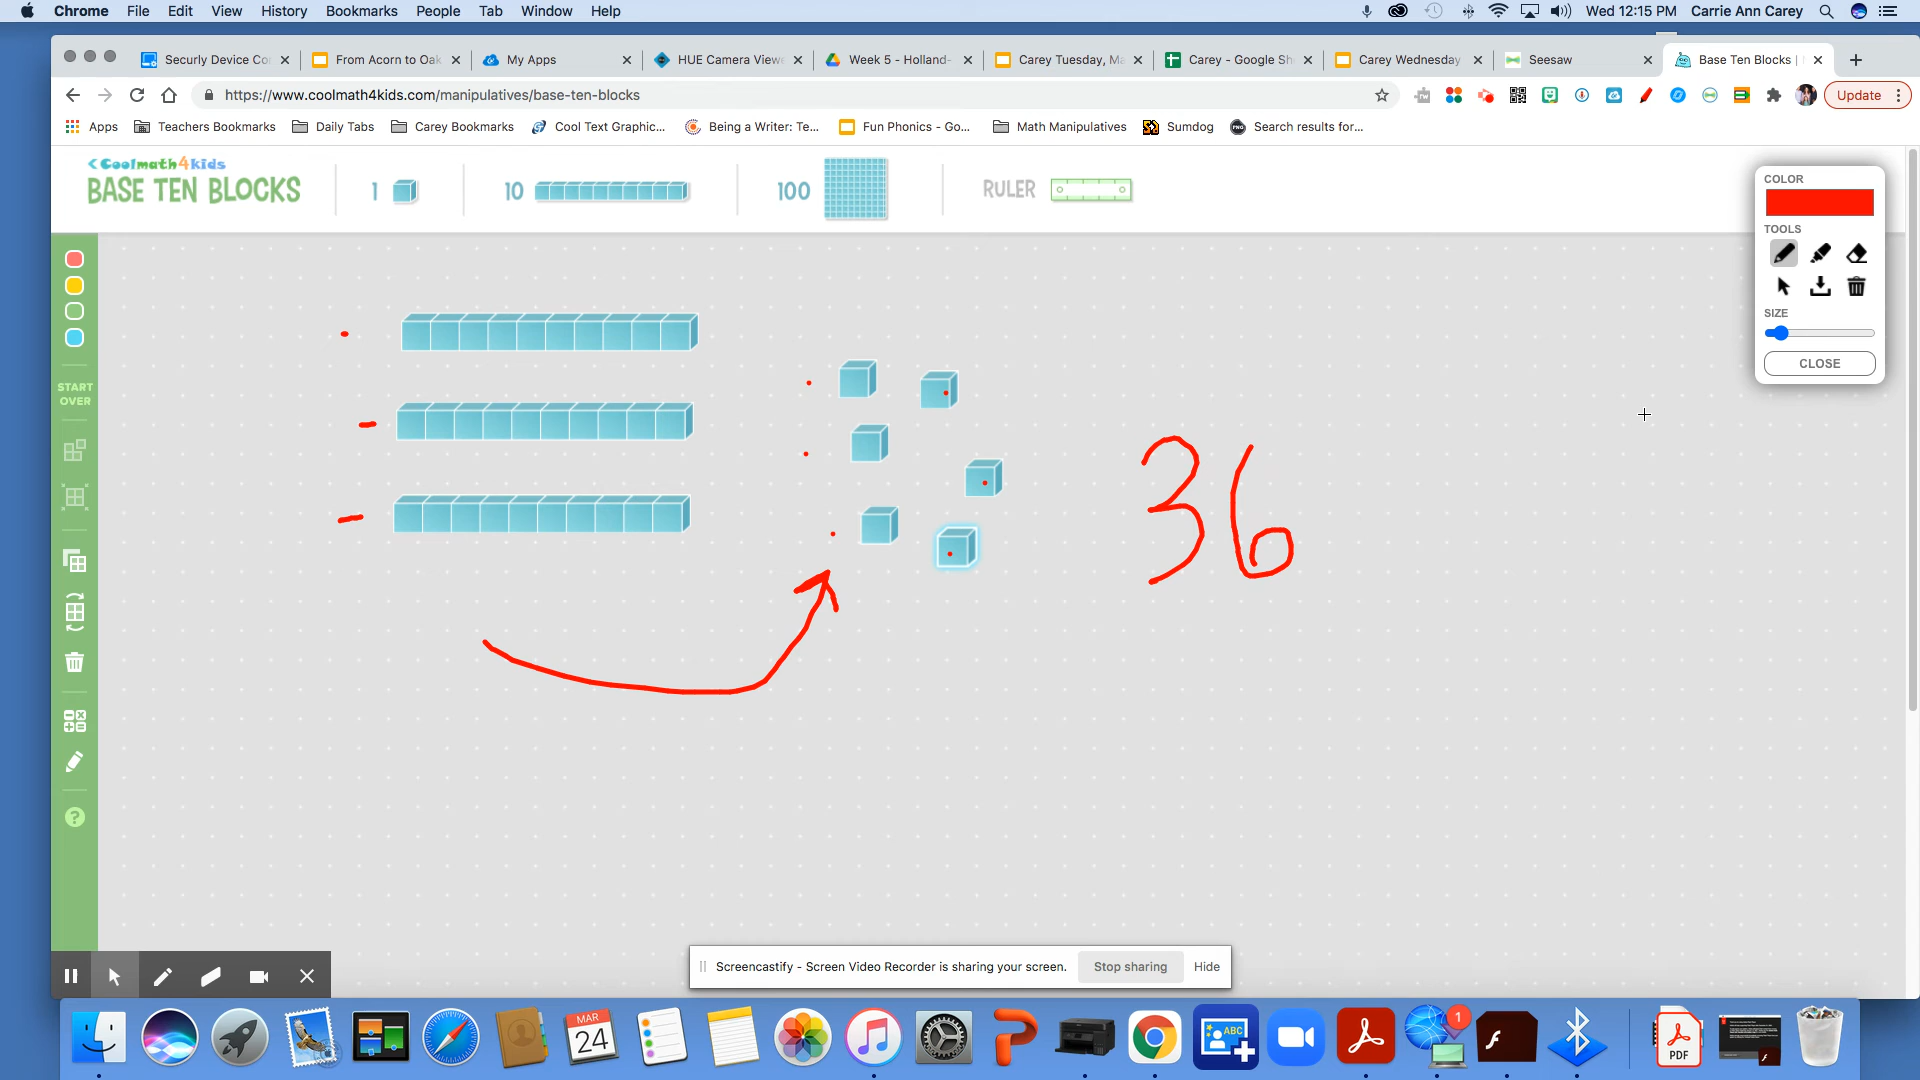 Chrome File Edit View History Bookmarks People Tab Window Help Wed 12:15 PM Carrie Ann Carey
Securly Device Co From Acorn to Oak My Apps HUE Camera View Week 5 - Holland- Carey Tuesday, Ma Carey - Google Sh Carey Wednesday Seesaw Base Ten Blocks |
https://www.coolmath4kids.com/manipulatives/base-ten-blocks Update
Apps Teachers Bookmarks Daily Tabs Carey Bookmarks Cool Text Graphic... Being a Writer: Te... Fun Phonics - Go... Math Manipulatives Sumdog Search results for...
<Coolmath4kids
BASE TEN BLOCKS 1 10 100 RULER
COLOR
TOOLS
SIZE
CLOSE
START
OVER
36
?
Screencastify - Screen Video Recorder is sharing your screen. Stop sharing Hide
MAR
24
ABC
1
PDF